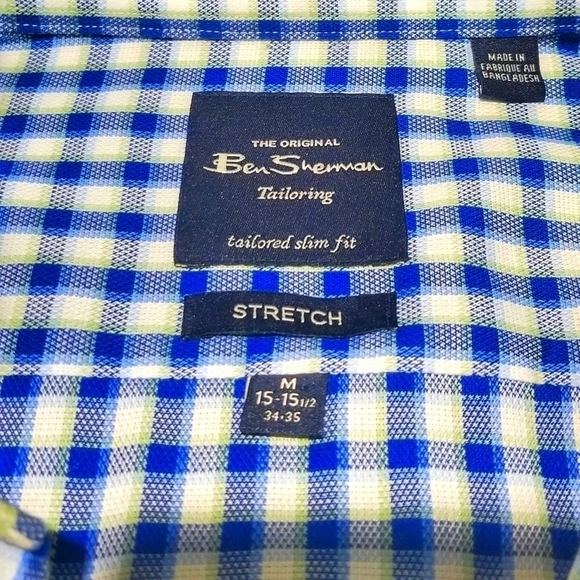 MADE IN
FABRIQUÉ AU
BANGLADESH
THE ORIGINAL
Ben Sherman
Tailoring
tailored slim fit
STRETCH
M
15-15 1/2
34-35